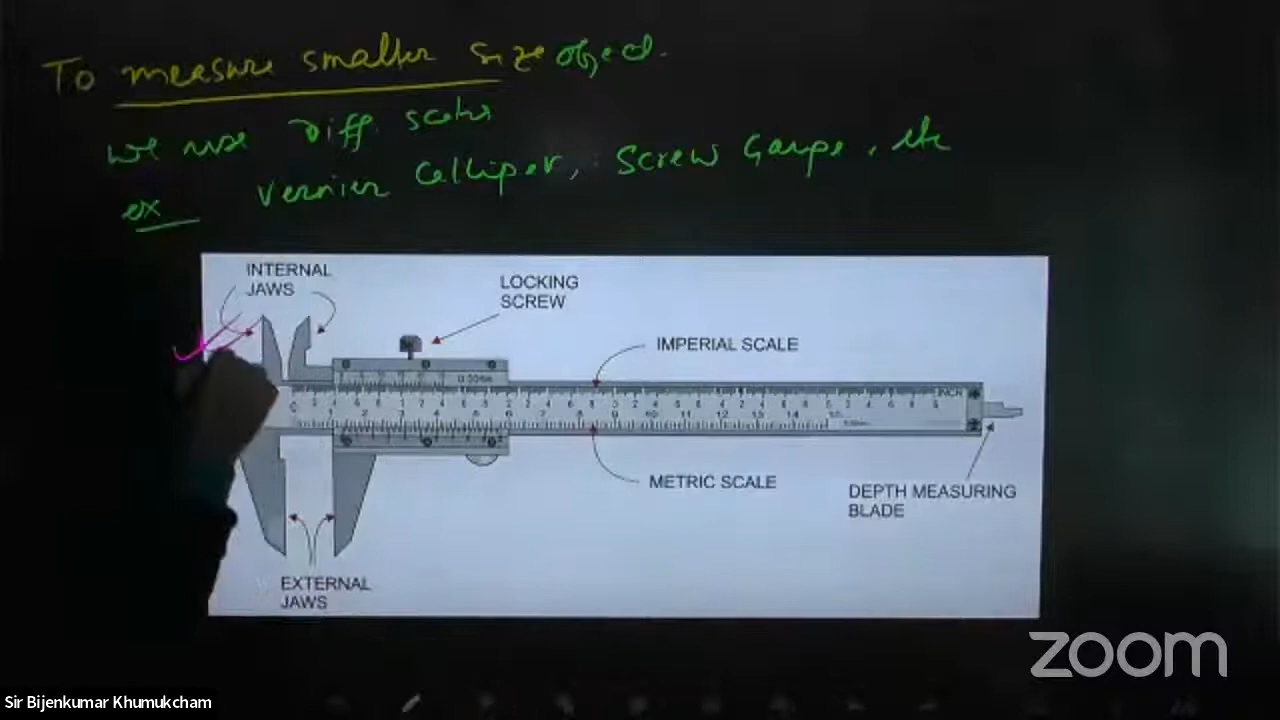 To measure smaller size object.
we use Diff. scales
ex Vernier Calliper, Screw Gauge, etc
INTERNAL
JAWS
LOCKING
SCREW
IMPERIAL SCALE
INCH
METRIC SCALE
DEPTH MEASURING
BLADE
EXTERNAL
JAWS
zoom
Sir Bijenkumar Khumukcham